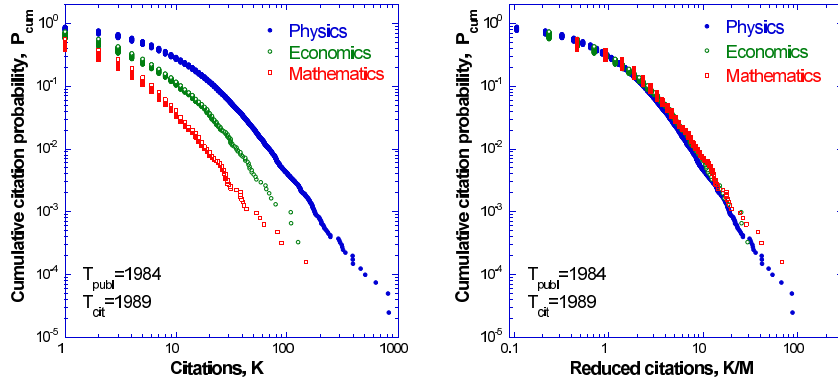 Cumulative citation probability, P_cum
10^0
10^-1
10^-2
10^-3
10^-4
10^-5
Physics
Economics
Mathematics
T_publ=1984
T_cit=1989
1
10
100
1000
Citations, K
Cumulative citation probability, P_cum
10^0
10^-1
10^-2
10^-3
10^-4
10^-5
Physics
Economics
Mathematics
T_publ=1984
T_cit=1989
0.1
1
10
100
Reduced citations, K/M